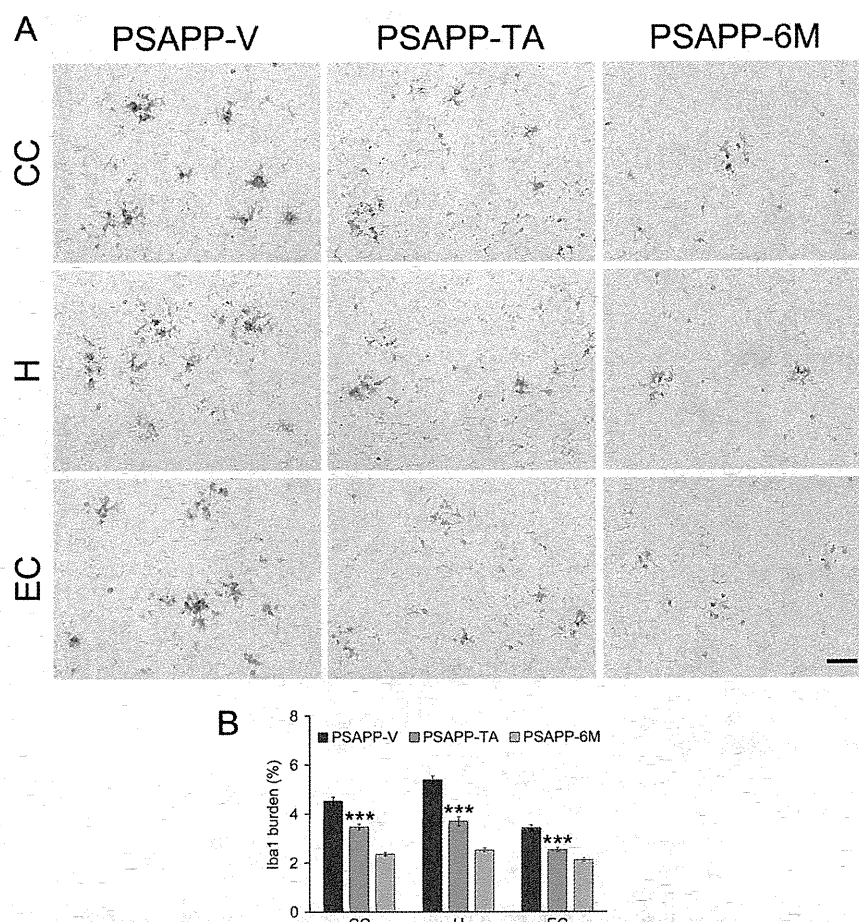 A
PSAPP-V PSAPP-TA PSAPP-6M
CC
H
EC
B
8
PSAPP-V PSAPP-TA PSAPP-6M
6
Iba1 burden (%)
4
*** *** ***
2
0